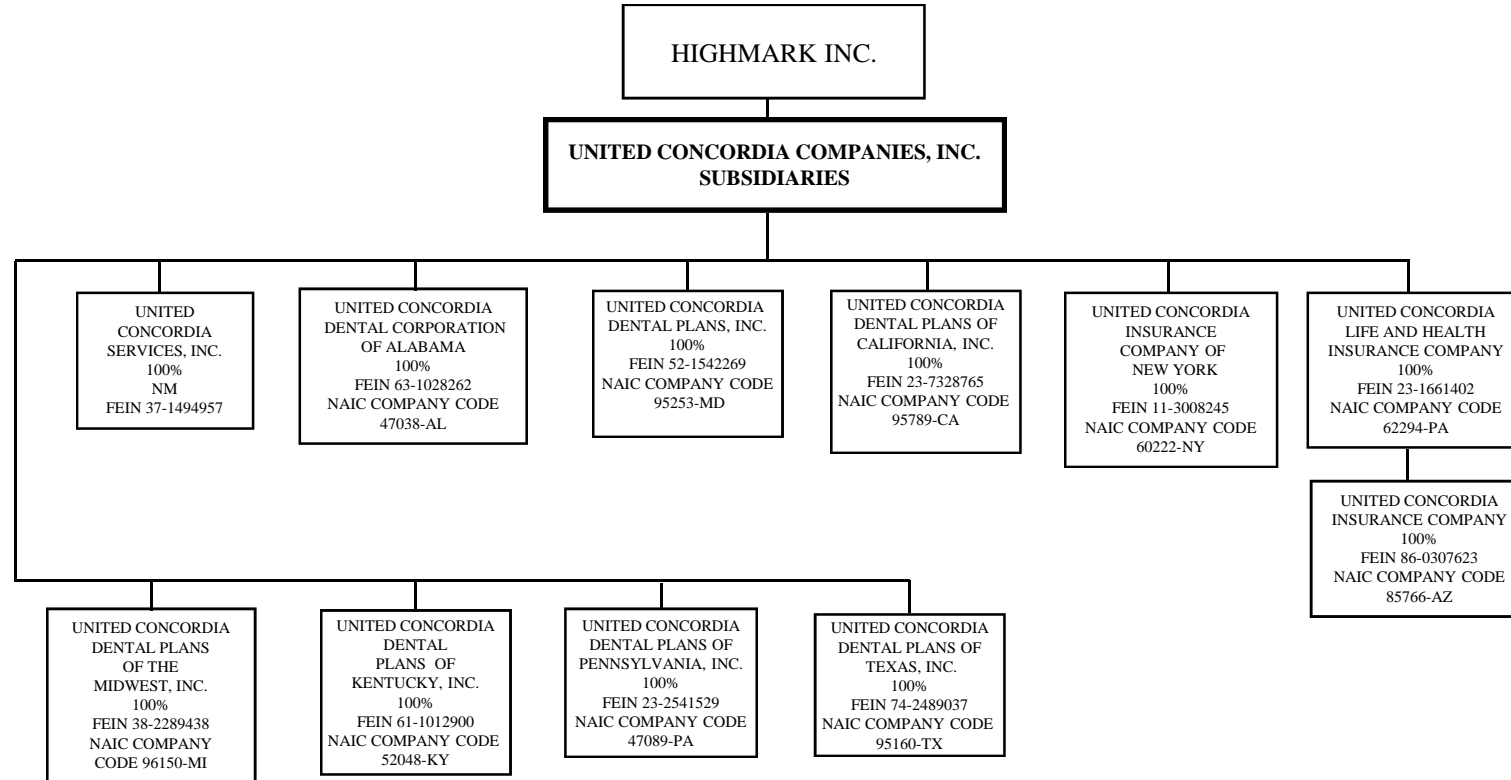 HIGHMARK INC.
UNITED CONCORDIA COMPANIES, INC.
SUBSIDIARIES
UNITED
CONCORDIA
SERVICES, INC.
100%
NM
FEIN 37-1494957
UNITED CONCORDIA
DENTAL CORPORATION
OF ALABAMA
100%
FEIN 63-1028262
NAIC COMPANY CODE
47038-AL
UNITED CONCORDIA
DENTAL PLANS, INC.
100%
FEIN 52-1542269
NAIC COMPANY CODE
95253-MD
UNITED CONCORDIA
DENTAL PLANS OF
CALIFORNIA, INC.
100%
FEIN 23-7328765
NAIC COMPANY CODE
95789-CA
UNITED CONCORDIA
INSURANCE
COMPANY OF
NEW YORK
100%
FEIN 11-3008245
NAIC COMPANY CODE
60222-NY
UNITED CONCORDIA
LIFE AND HEALTH
INSURANCE COMPANY
100%
FEIN 23-1661402
NAIC COMPANY CODE
62294-PA
UNITED CONCORDIA
INSURANCE COMPANY
100%
FEIN 86-0307623
NAIC COMPANY CODE
85766-AZ
UNITED CONCORDIA
DENTAL PLANS
OF THE
MIDWEST, INC.
100%
FEIN 38-2289438
NAIC COMPANY
CODE 96150-MI
UNITED CONCORDIA
DENTAL
PLANS OF
KENTUCKY, INC.
100%
FEIN 61-1012900
NAIC COMPANY CODE
52048-KY
UNITED CONCORDIA
DENTAL PLANS OF
PENNSYLVANIA, INC.
100%
FEIN 23-2541529
NAIC COMPANY CODE
47089-PA
UNITED CONCORDIA
DENTAL PLANS OF
TEXAS, INC.
100%
FEIN 74-2489037
NAIC COMPANY CODE
95160-TX